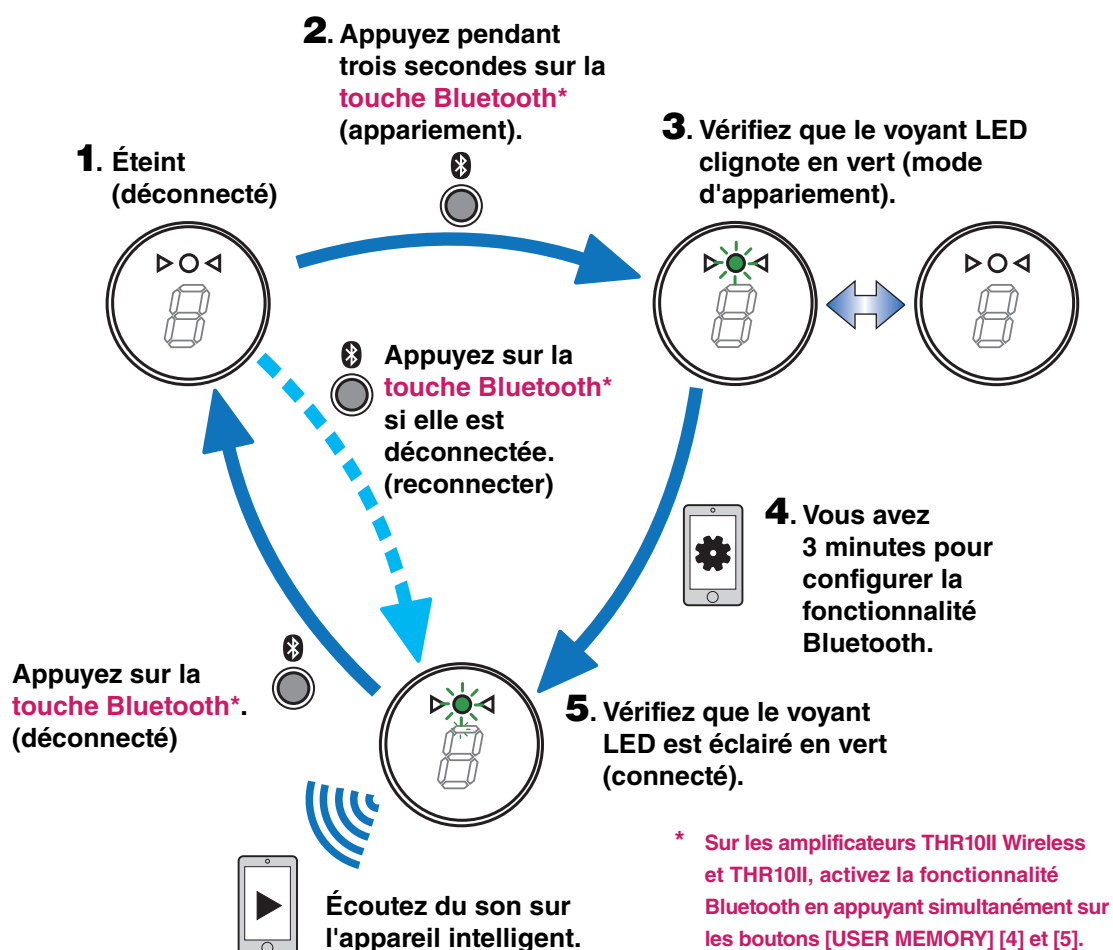 1. Éteint
(déconnecté)
2. Appuyez pendant
trois secondes sur la
touche Bluetooth*
(appariement).
3. Vérifiez que le voyant LED
clignote en vert (mode
d'appariement).
Appuyez sur la
touche Bluetooth*
si elle est
déconnectée.
(reconnecter)
4. Vous avez
3 minutes pour
configurer la
fonctionnalité
Bluetooth.
Appuyez sur la
touche Bluetooth*.
(déconnecté)
5. Vérifiez que le voyant
LED est éclairé en vert
(connecté).
Écoutez du son sur
l'appareil intelligent.
* Sur les amplificateurs THR10II Wireless
et THR10II, activez la fonctionnalité
Bluetooth en appuyant simultanément sur
les boutons [USER MEMORY] [4] et [5].